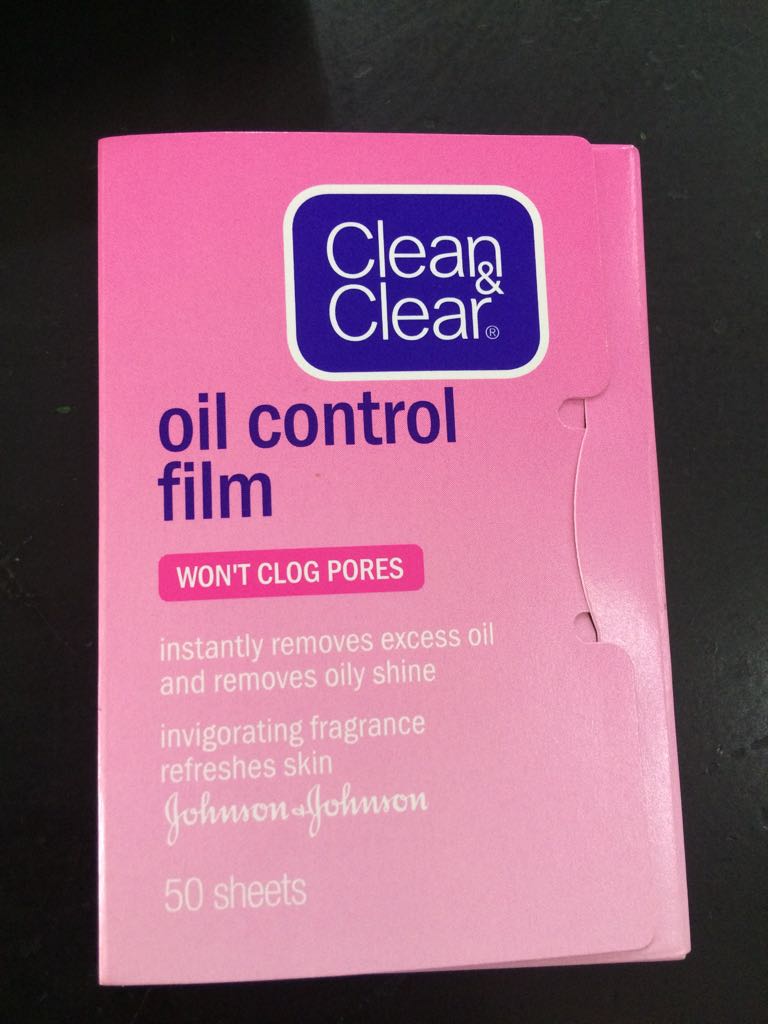 Clean
&
Clear®
oil control
film
WON'T CLOG PORES
instantly removes excess oil
and removes oily shine
invigorating fragrance
refreshes skin
Johnson & Johnson
50 sheets